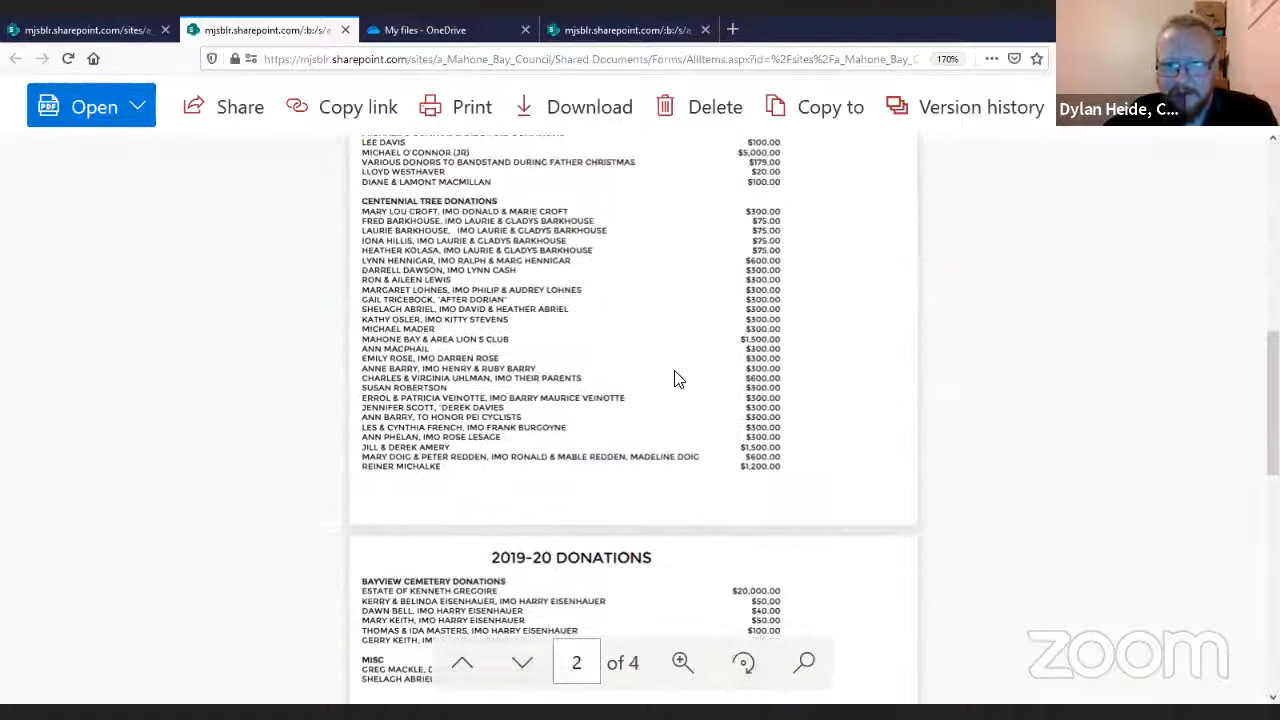 mjsblr.sharepoint.com/sites/a_
mjsblr.sharepoint.com/:b:/s/a_
My files - OneDrive
mjsblr.sharepoint.com/:b:/s/a_
https://mjsblr.sharepoint.com/sites/a_Mahone_Bay_Council/Shared Documents/Forms/AllItems.aspx?id=%2Fsites%2Fa_Mahone_Bay_C
170%
Dylan Heide, C...
PDF Open
Share
Copy link
Print
Download
Delete
Copy to
Version history
LEE DAVIS $100.00
MICHAEL O'CONNOR (JR) $5,000.00
VARIOUS DONORS TO BANDSTAND DURING FATHER CHRISTMAS $179.00
LLOYD WESTHAVER $20.00
DIANE & LAMONT MACMILLAN $100.00
CENTENNIAL TREE DONATIONS
MARY LOU CROFT, IMO DONALD & MARIE CROFT $300.00
FRED BARKHOUSE, IMO LAURIE & GLADYS BARKHOUSE $75.00
LAURIE BARKHOUSE, IMO LAURIE & GLADYS BARKHOUSE $75.00
IONA HILLIS, IMO LAURIE & GLADYS BARKHOUSE $75.00
HEATHER KOLASA, IMO LAURIE & GLADYS BARKHOUSE $75.00
LYNN HENNIGAR, IMO RALPH & MARG HENNIGAR $600.00
DARRELL DAWSON, IMO LYNN CASH $300.00
RON & AILEEN LEWIS $300.00
MARGARET LOHNES, IMO PHILIP & AUDREY LOHNES $300.00
GAIL TRICEBOCK, "AFTER DORIAN" $300.00
SHELAGH ABRIEL, IMO DAVID & HEATHER ABRIEL $300.00
KATHY OSLER, IMO KITTY STEVENS $300.00
MICHAEL MADER $300.00
MAHONE BAY & AREA LION'S CLUB $1,500.00
ANN MACPHAIL $300.00
EMILY ROSE, IMO DARREN ROSE $300.00
ANNE BARRY, IMO HENRY & RUBY BARRY $300.00
CHARLES & VIRGINIA UHLMAN, IMO THEIR PARENTS $600.00
SUSAN ROBERTSON $300.00
ERROL & PATRICIA VEINOTTE, IMO BARRY MAURICE VEINOTTE $300.00
JENNIFER SCOTT, "DEREK DAVIES $300.00
ANN BARRY, TO HONOR PEI CYCLISTS $300.00
LES & CYNTHIA FRENCH, IMO FRANK BURGOYNE $300.00
ANN PHELAN, IMO ROSE LESAGE $300.00
JILL & DEREK AMERY $1,500.00
MARY DOIG & PETER REDDEN, IMO RONALD & MABLE REDDEN, MADELINE DOIG $600.00
REINER MICHALKE $1,200.00
2019-20 DONATIONS
BAYVIEW CEMETERY DONATIONS
ESTATE OF KENNETH GREGOIRE $20,000.00
KERRY & BELINDA EISENHAUER, IMO HARRY EISENHAUER $50.00
DAWN BELL, IMO HARRY EISENHAUER $40.00
MARY KEITH, IMO HARRY EISENHAUER $50.00
THOMAS & IDA MASTERS, IMO HARRY EISENHAUER $100.00
GERRY KEITH, IM
MISC
GREG MACKLE, D
SHELAGH ABRIEL
2 of 4
zoom